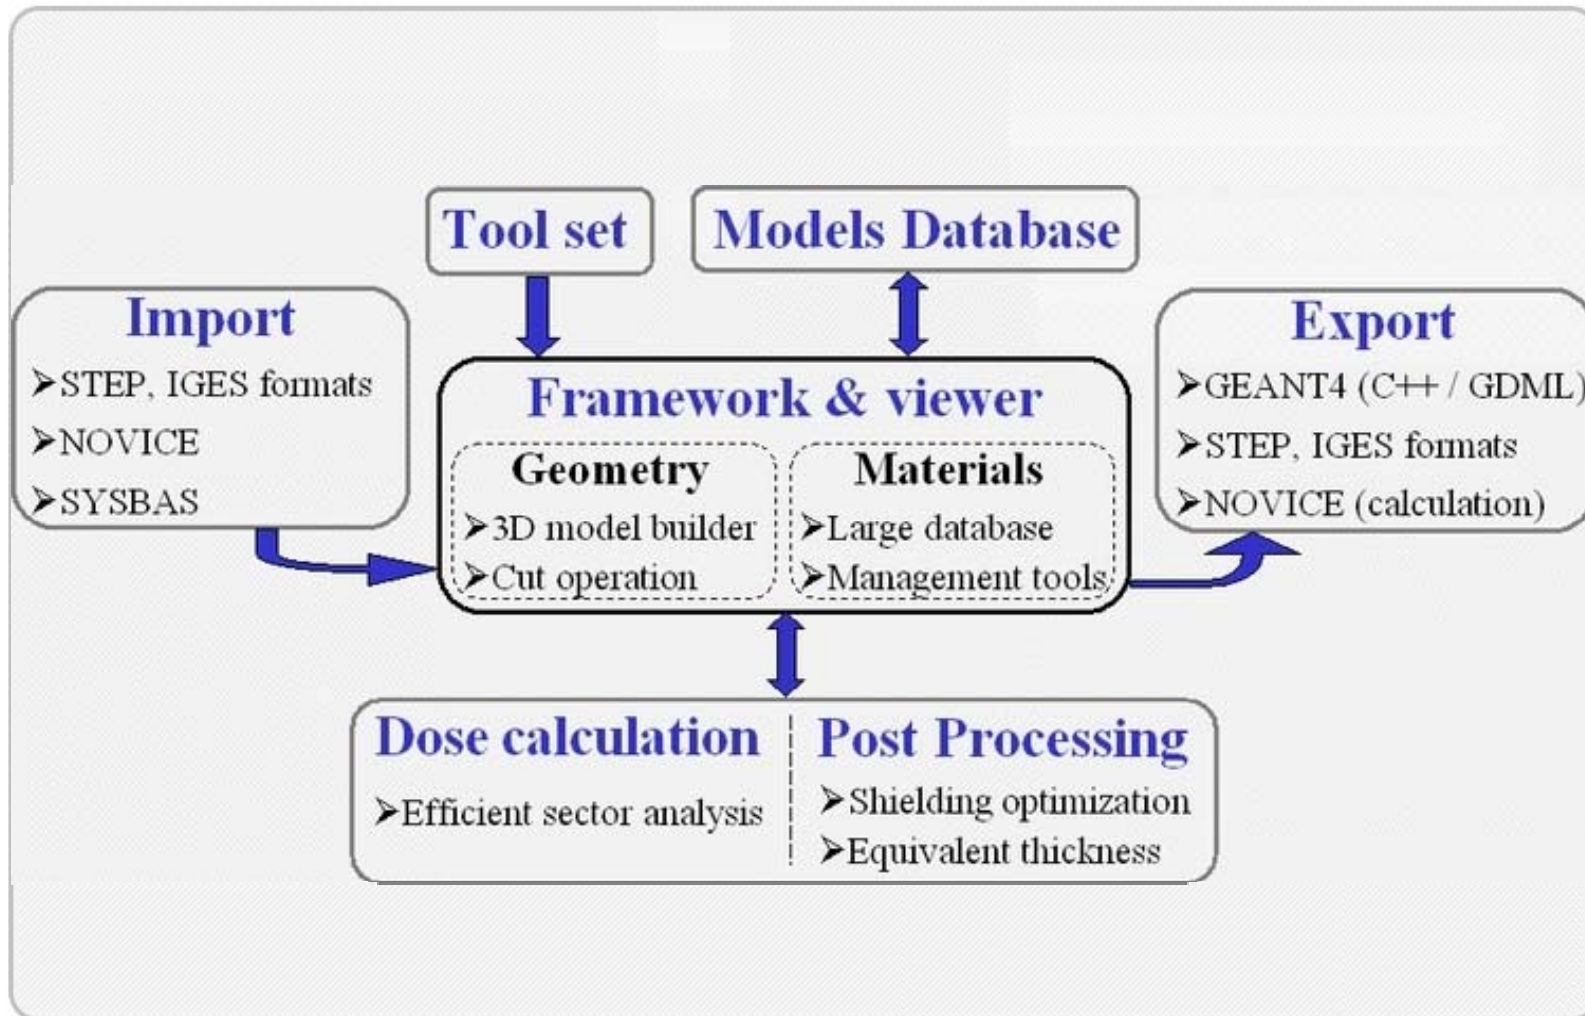 Tool set
Models Database
Import
➤STEP, IGES formats
➤NOVICE
➤SYSBAS
Framework & viewer
Geometry
➤3D model builder
➤Cut operation
Materials
➤Large database
➤Management tools
Export
➤GEANT4 (C++ / GDML)
➤STEP, IGES formats
➤NOVICE (calculation)
Dose calculation
➤Efficient sector analysis
Post Processing
➤Shielding optimization
➤Equivalent thickness